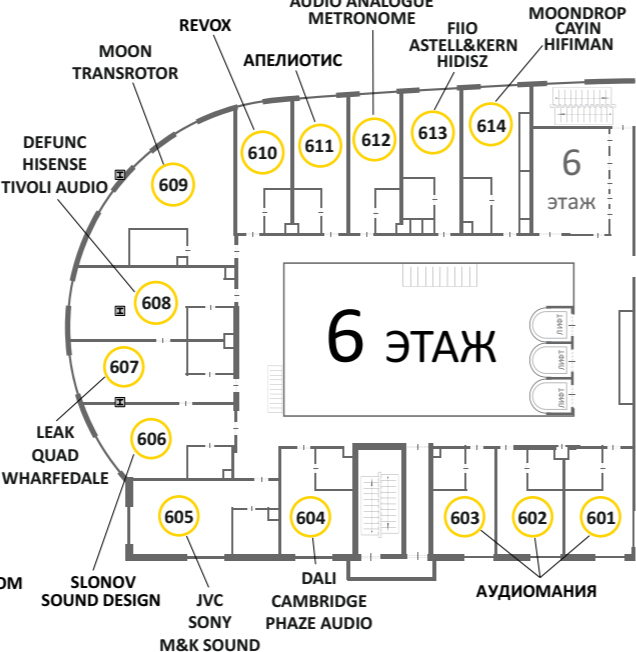 AUDIO ANALOGUE
METRONOME
REVOX
MOONDROP
CAYIN
HIFIMAN
FIIO
ASTELL&KERN
HIDISZ
MOON
TRANSROTOR
АПЕЛИОТИС
DEFUNC
HISENSE
TIVOLI AUDIO
609
610
611
612
613
614
6
этаж
608
607
606
6 ЭТАЖ
ЛИФТ
ЛИФТ
ЛИФТ
LEAK
QUAD
WHARFEDALE
605
604
603
602
601
OM
SLONOV
SOUND DESIGN
JVC
SONY
M&K SOUND
DALI
CAMBRIDGE
PHAZE AUDIO
АУДИОМАНИЯ